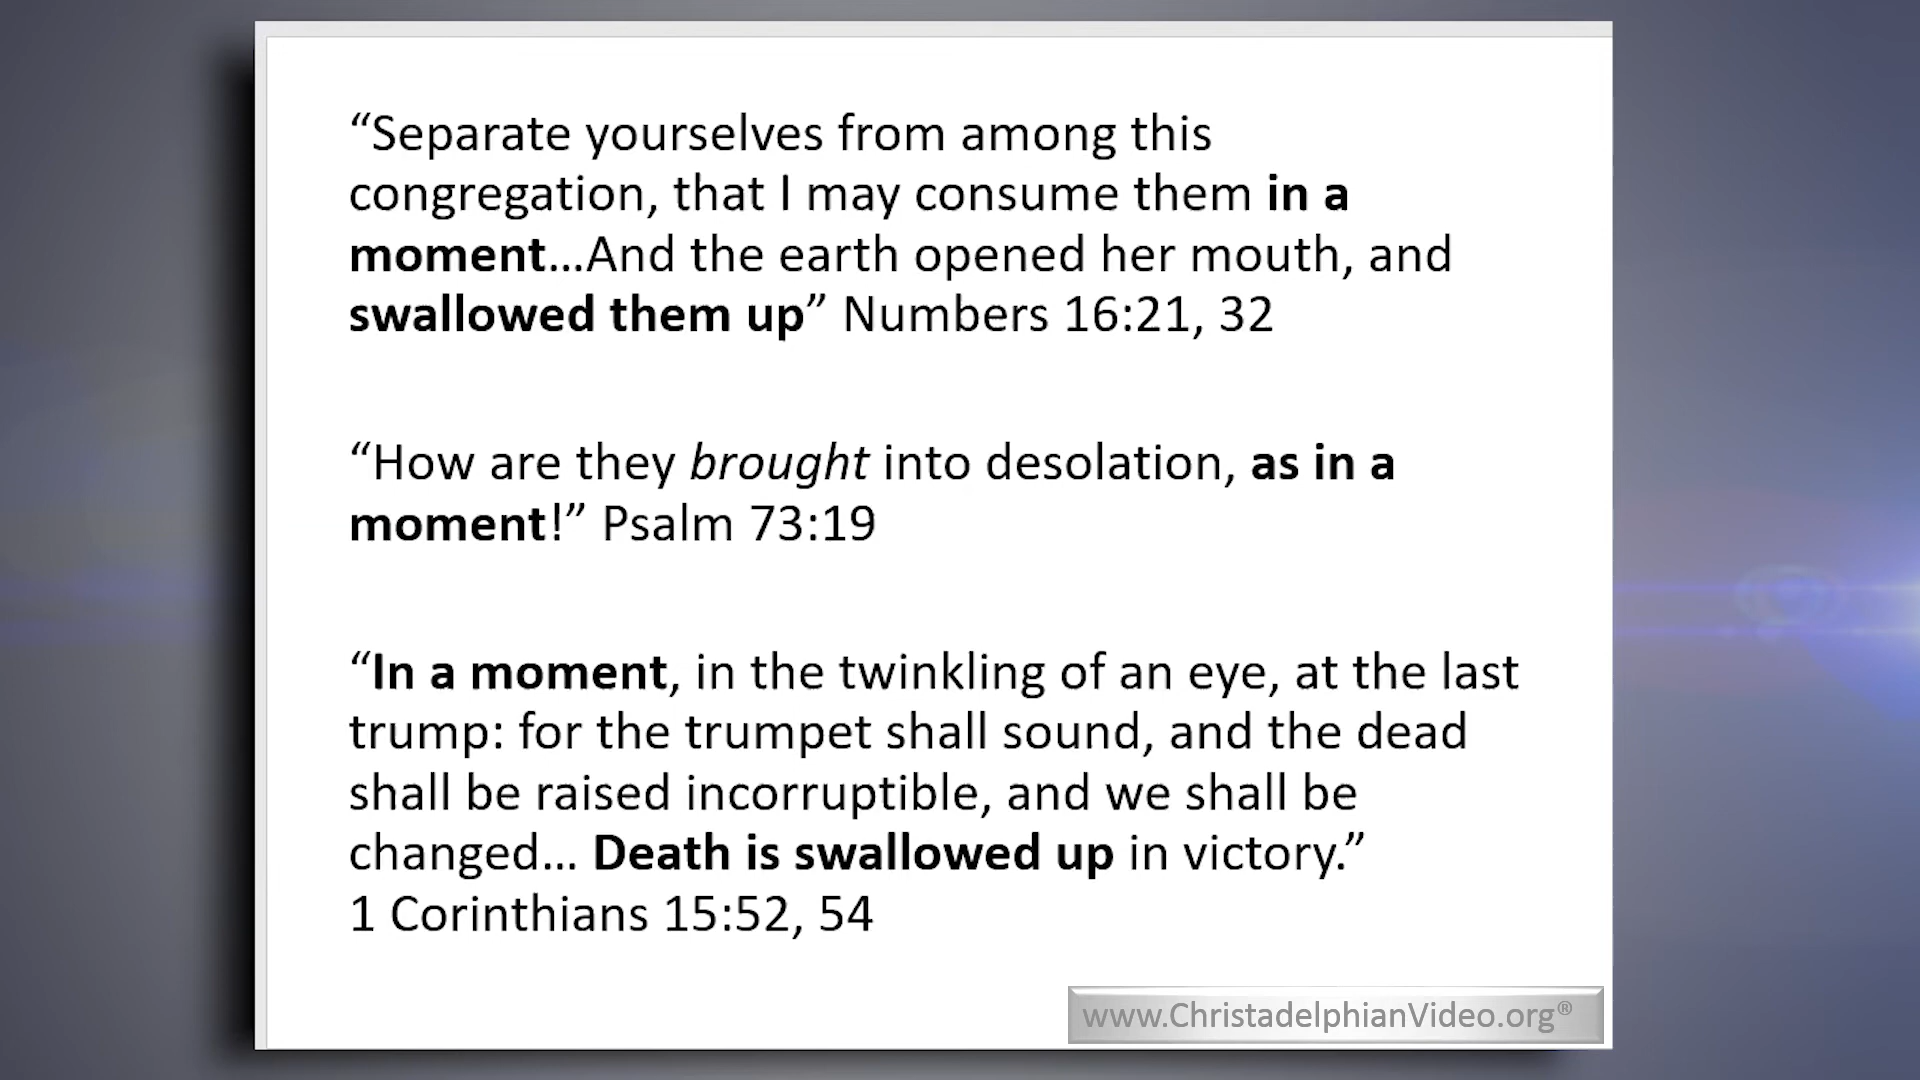 “Separate yourselves from among this
congregation, that I may consume them in a
moment…And the earth opened her mouth, and
swallowed them up” Numbers 16:21, 32
“How are they brought into desolation, as in a
moment!” Psalm 73:19
“In a moment, in the twinkling of an eye, at the last
trump: for the trumpet shall sound, and the dead
shall be raised incorruptible, and we shall be
changed… Death is swallowed up in victory.”
1 Corinthians 15:52, 54
www.ChristadelphianVideo.org®